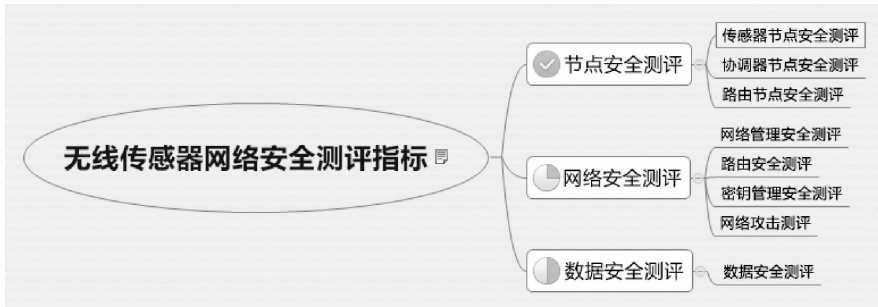 无线传感器网络安全测评指标
节点安全测评
传感器节点安全测评
协调器节点安全测评
路由节点安全测评
网络安全测评
网络管理安全测评
路由安全测评
密钥管理安全测评
网络攻击测评
数据安全测评
数据安全测评